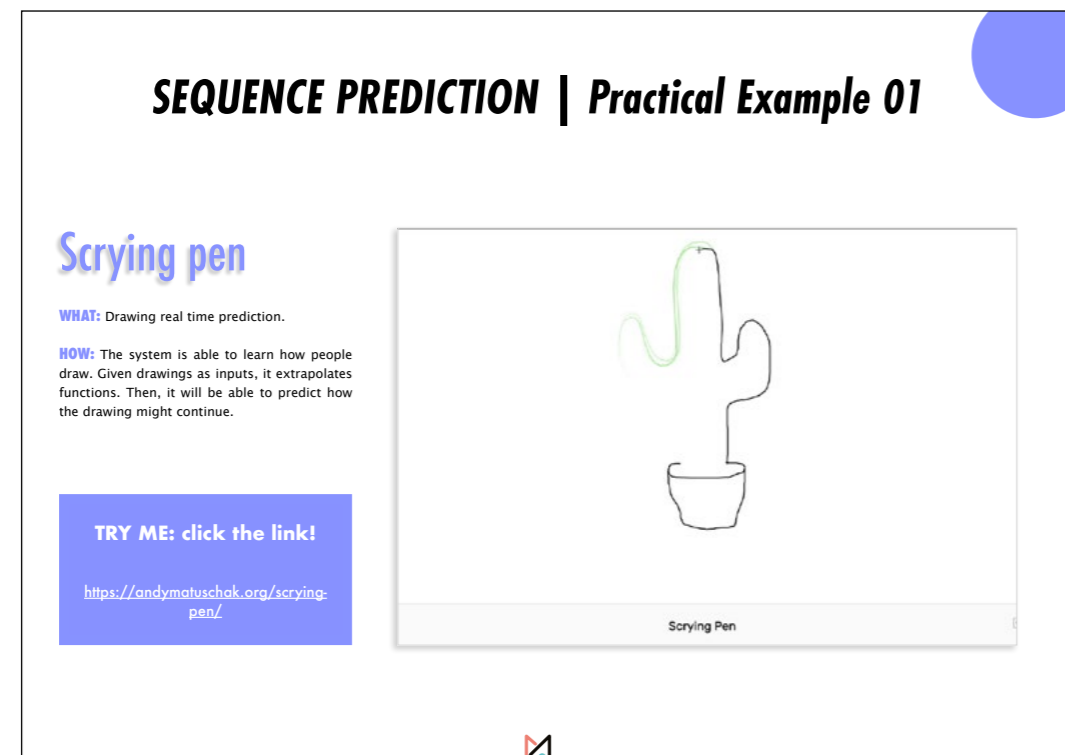 SEQUENCE PREDICTION | Practical Example 01
Scrying pen
WHAT: Drawing real time prediction.
HOW: The system is able to learn how people
draw. Given drawings as inputs, it extrapolates
functions. Then, it will be able to predict how
the drawing might continue.
TRY ME: click the link!
https://andymatuschak.org/scrying-
pen/
Scrying Pen